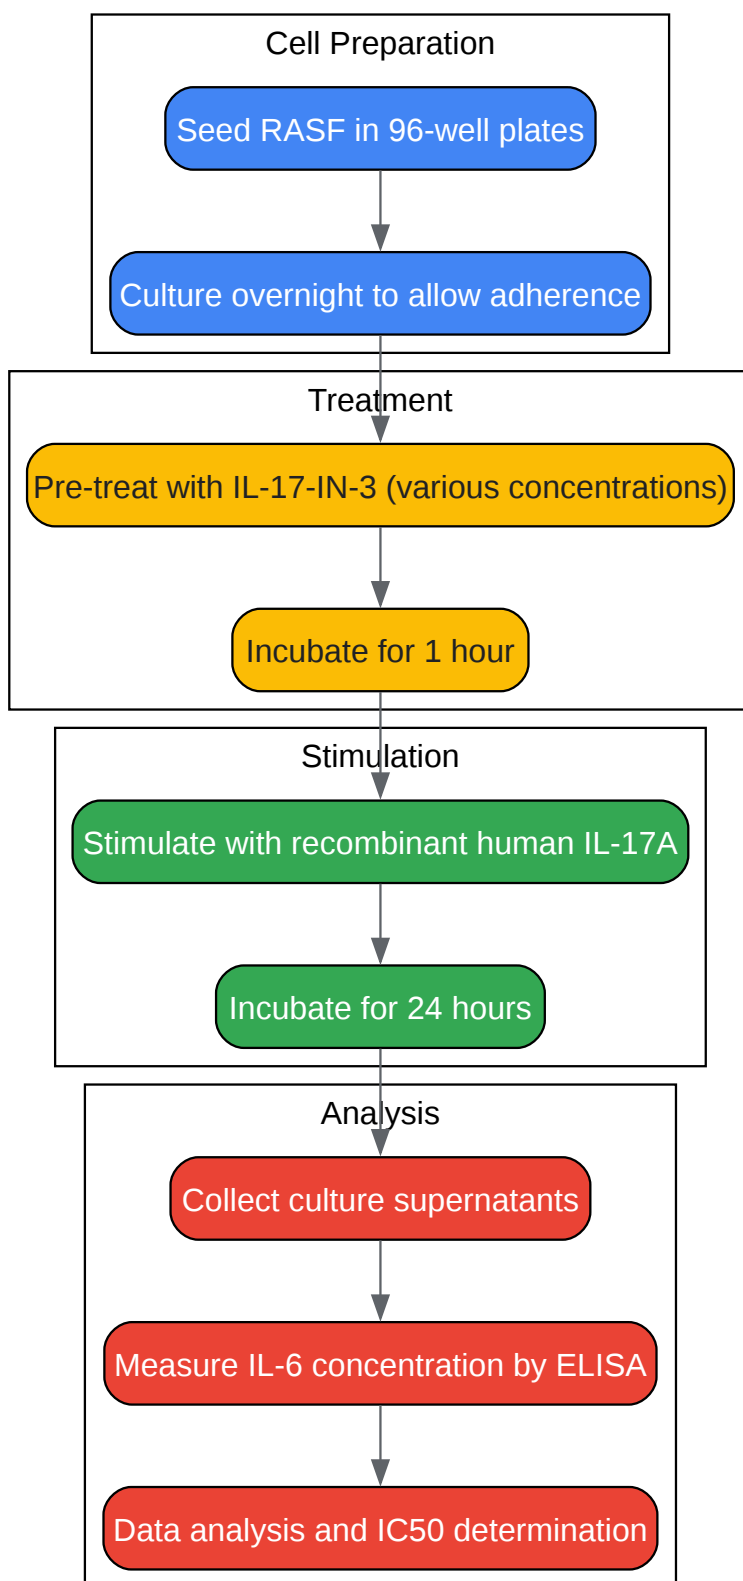 Cell Preparation
Seed RASF in 96-well plates
Culture overnight to allow adherence
Treatment
Pre-treat with IL-17-IN-3 (various concentrations)
Incubate for 1 hour
Stimulation
Stimulate with recombinant human IL-17A
Incubate for 24 hours
Analysis
Collect culture supernatants
Measure IL-6 concentration by ELISA
Data analysis and IC50 determination